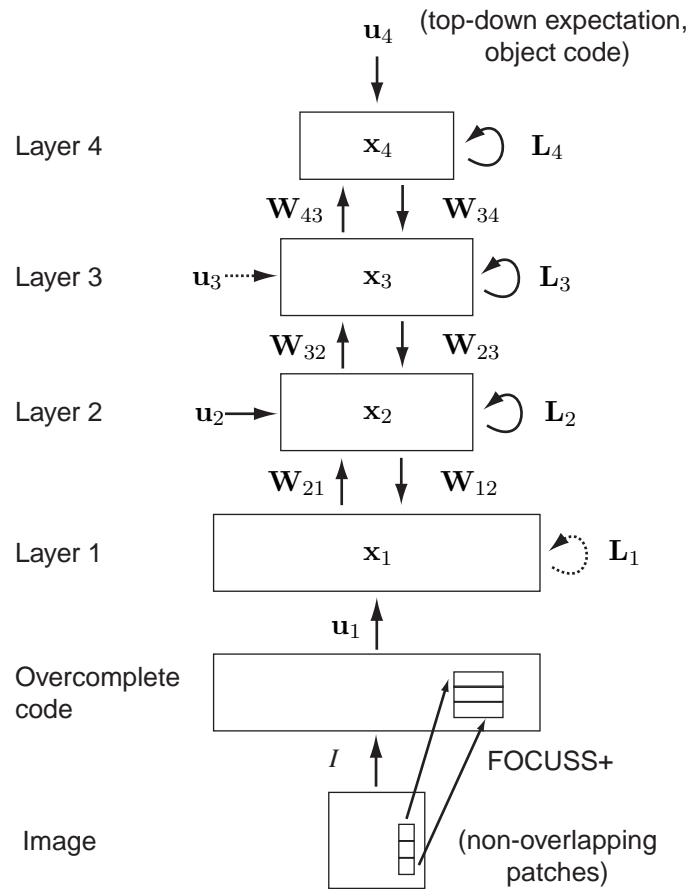 u4 (top-down expectation,
object code)
Layer 4 x4 L4
W43 W34
Layer 3 u3 x3 L3
W32 W23
Layer 2 u2 x2 L2
W21 W12
Layer 1 x1 L1
u1
Overcomplete
code
I FOCUSS+
Image (non-overlapping
patches)